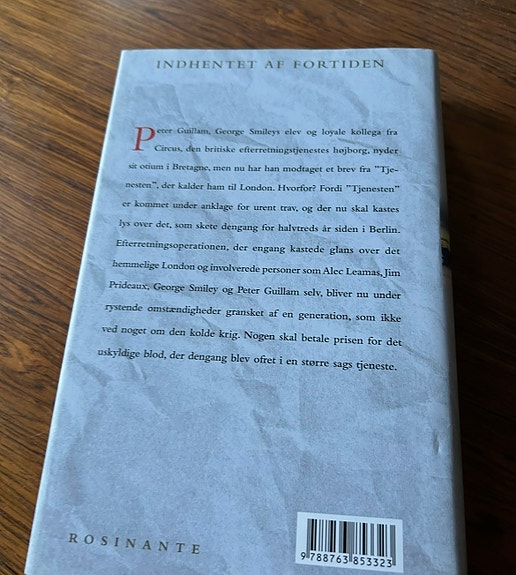 INDHENTET AF FORTIDEN
Peter Guillam, George Smileys elev og loyale kollega fra
Circus, den britiske efterretningstjenestes højborg, nyder
sit otium i Bretagne, men nu har han modtaget et brev fra "Tje-
nesten", der kalder ham til London. Hvorfor? Fordi "Tjenesten"
er kommet under anklage for urent trav, og der nu skal kastes
lys over det, som skete dengang for halvtreds år siden i Berlin.
Efterretningsoperationen, der engang kastede glans over det
hemmelige London og involverede personer som Alec Leamas, Jim
Prideaux, George Smiley og Peter Guillam selv, bliver nu under
rystende omstændigheder gransket af en generation, som ikke
ved noget om den kolde krig. Nogen skal betale prisen for det
uskyldige blod, der dengang blev ofret i en større sags tjeneste.
ROSINANTE
9 788763 853323